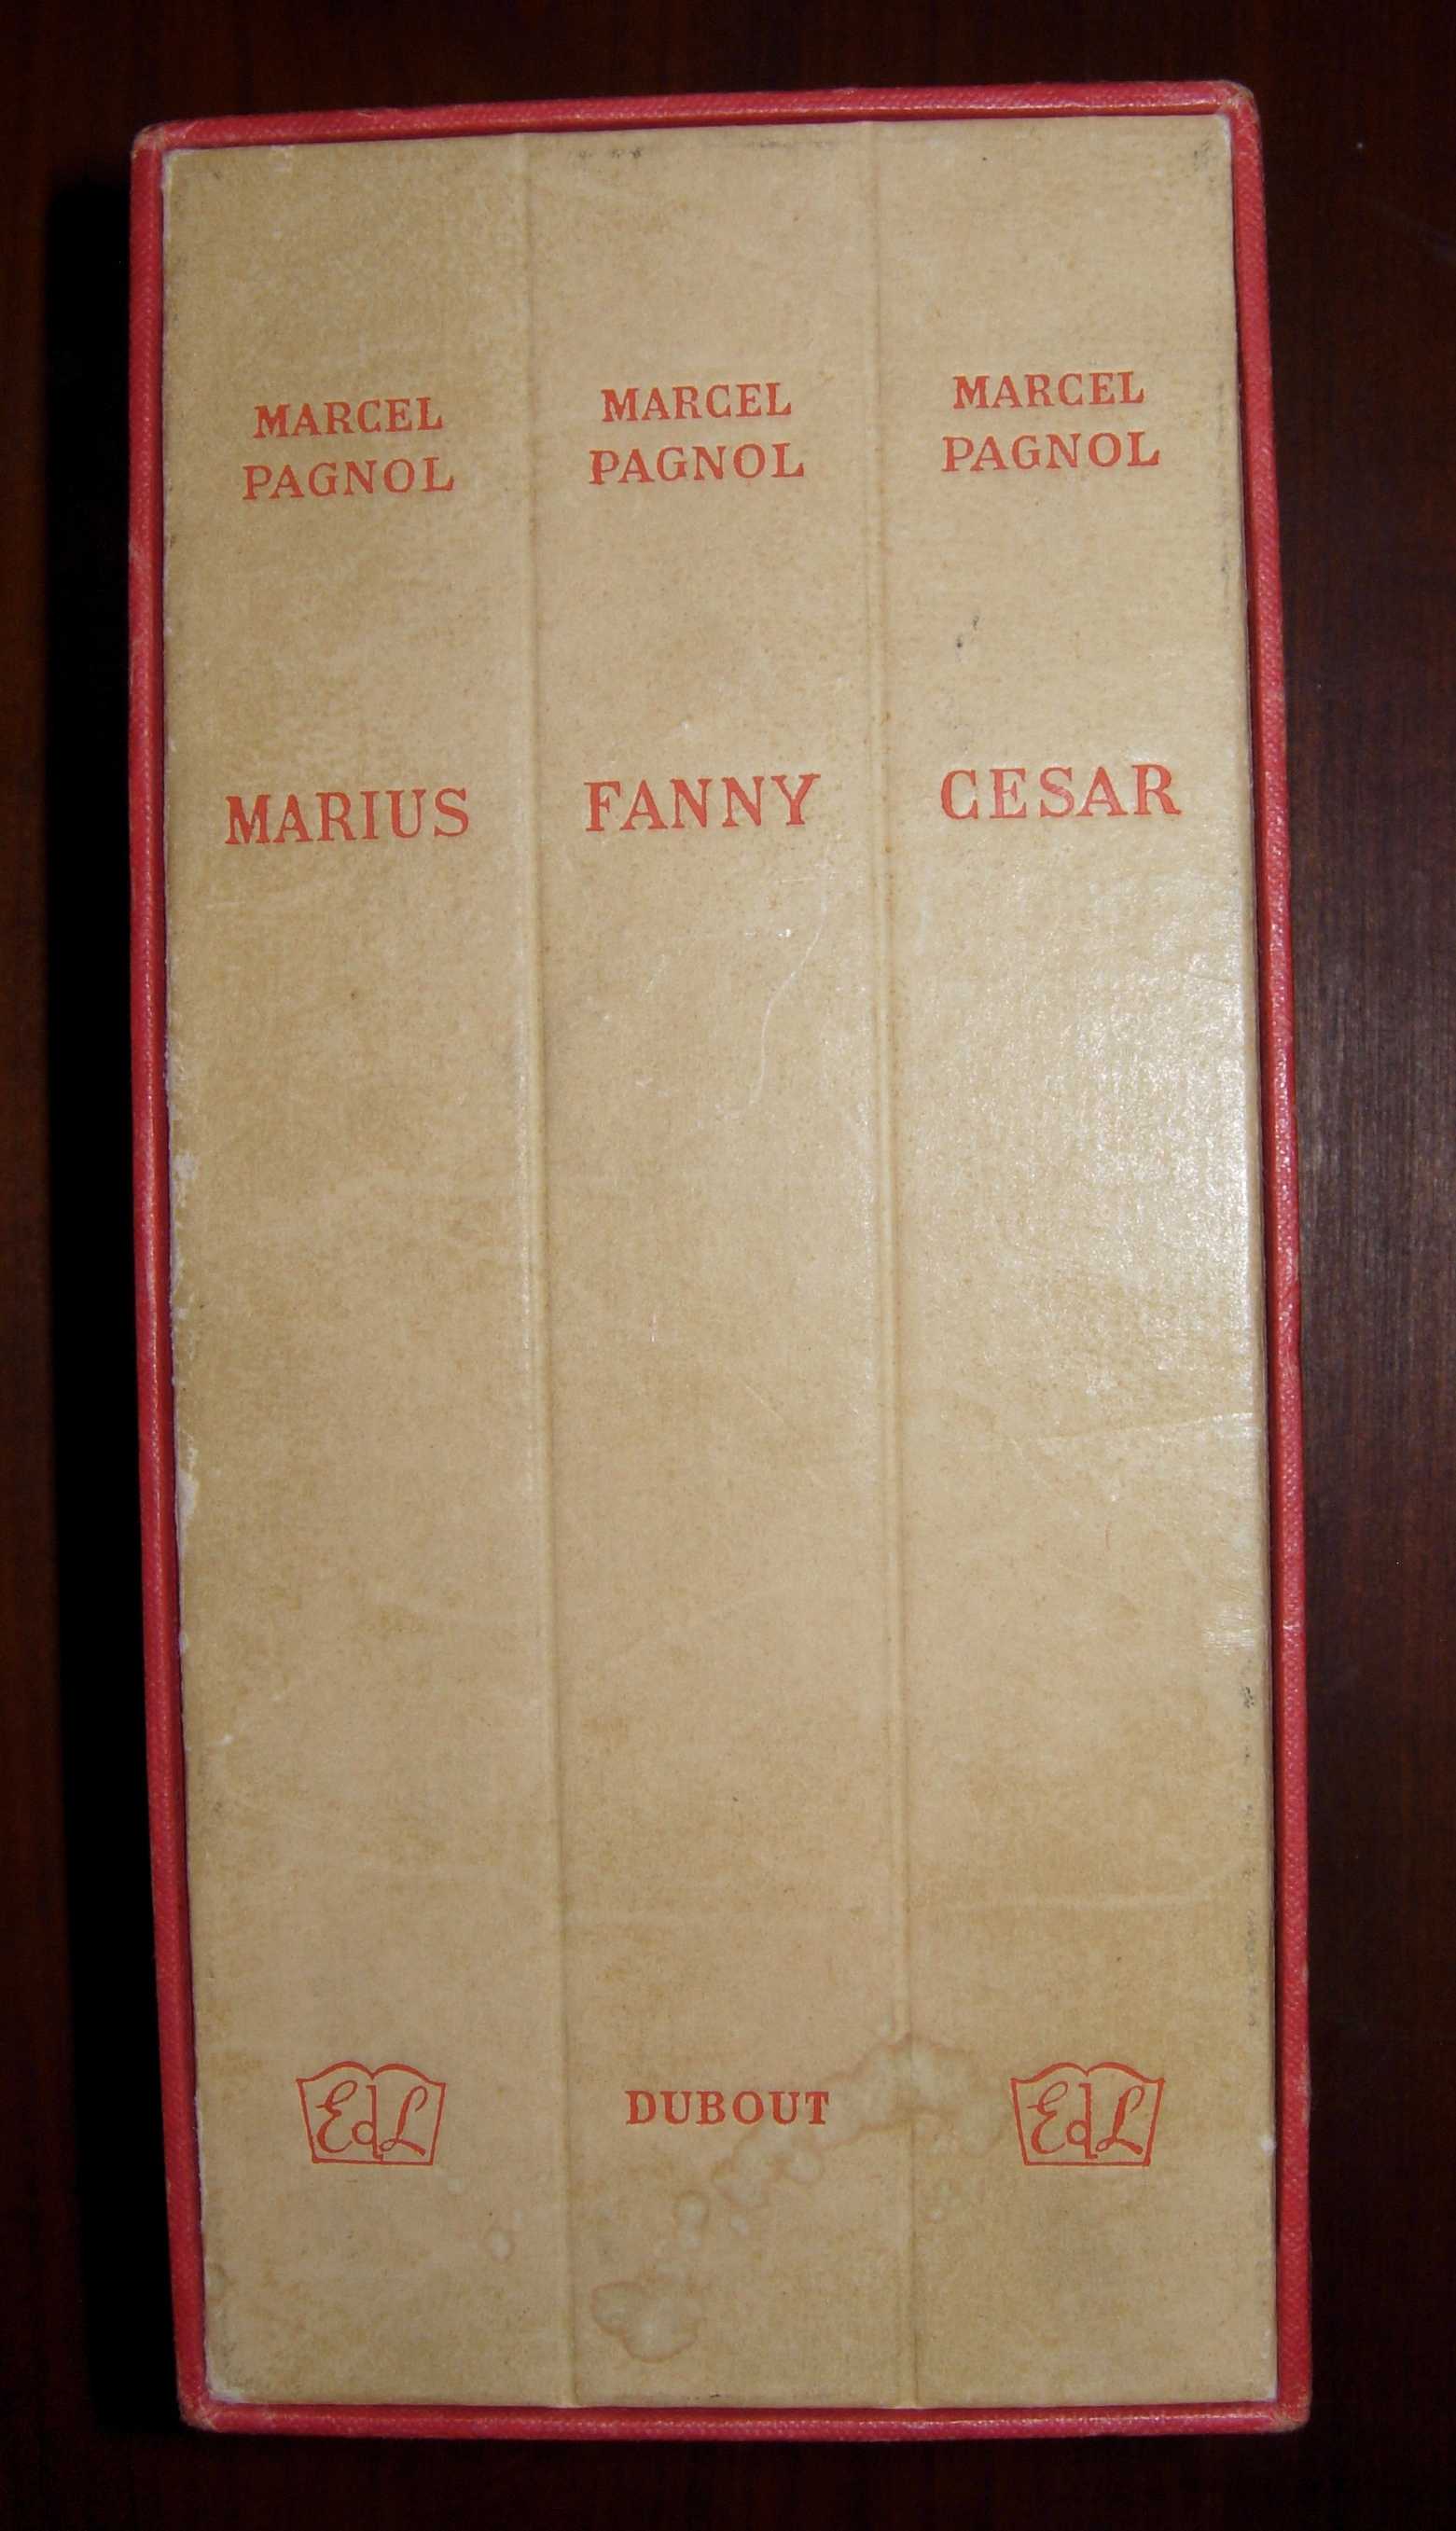 MARCEL
PAGNOL
MARIUS
EdL
MARCEL
PAGNOL
FANNY
DUBOUT
MARCEL
PAGNOL
CESAR
EdL